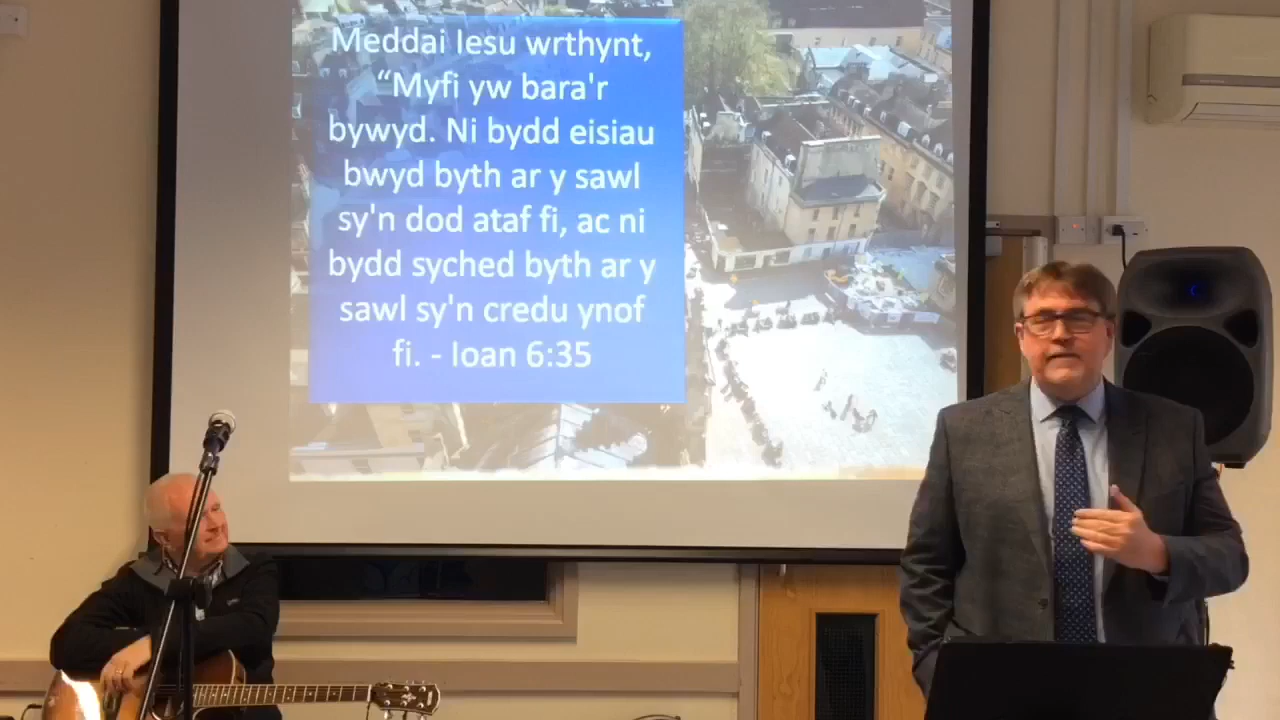 Meddai Iesu wrthynt,
“Myfi yw bara'r
bywyd. Ni bydd eisiau
bwyd byth ar y sawl
sy'n dod ataf fi, ac ni
bydd syched byth ar y
sawl sy'n credu ynof
fi. - Ioan 6:35